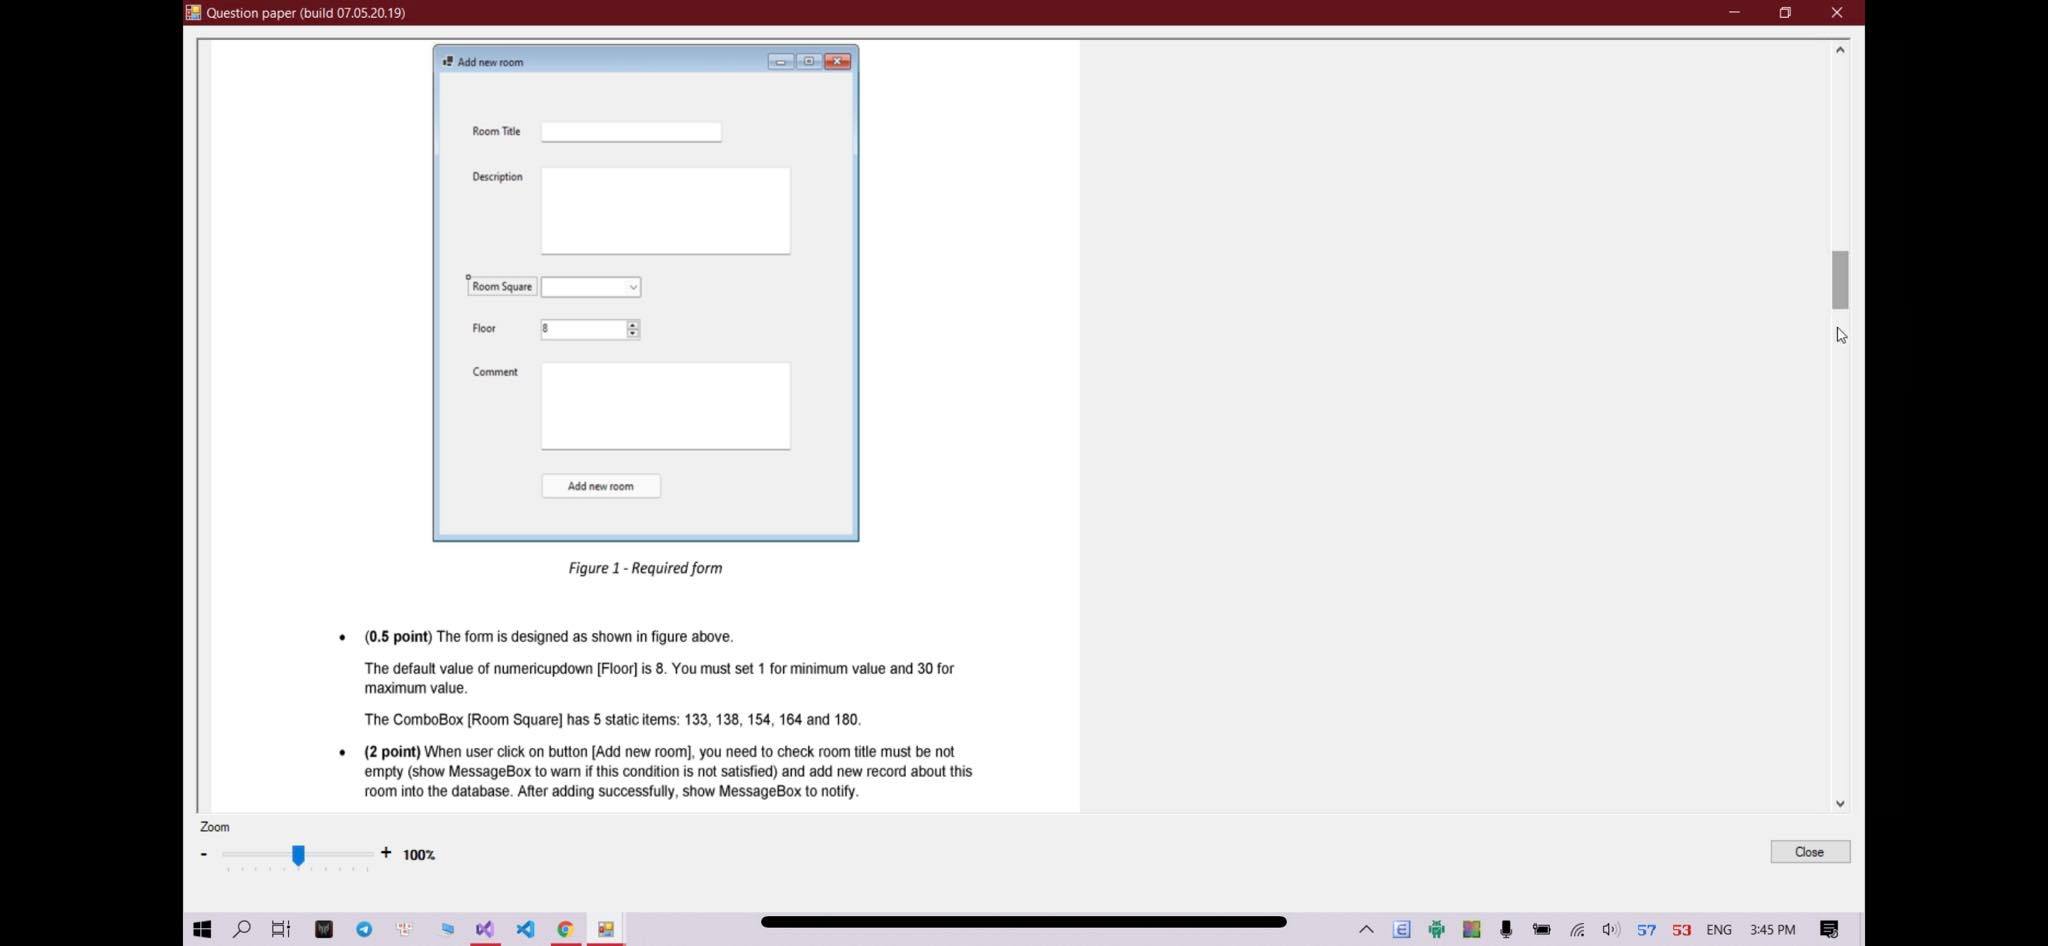 Question paper (build 07.05.20.19)
Add new room
Room Title
Description
Room Square
Floor
8
Comment
Add new room
Figure 1 - Required form
• (0.5 point) The form is designed as shown in figure above.
The default value of numericupdown [Floor] is 8. You must set 1 for minimum value and 30 for
maximum value.
The ComboBox [Room Square] has 5 static items: 133, 138, 154, 164 and 180.
• (2 point) When user click on button [Add new room], you need to check room title must be not
empty (show MessageBox to warn if this condition is not satisfied) and add new record about this
room into the database. After adding successfully, show MessageBox to notify.
Zoom
- + 100%
Close
57 53 ENG 3:45 PM